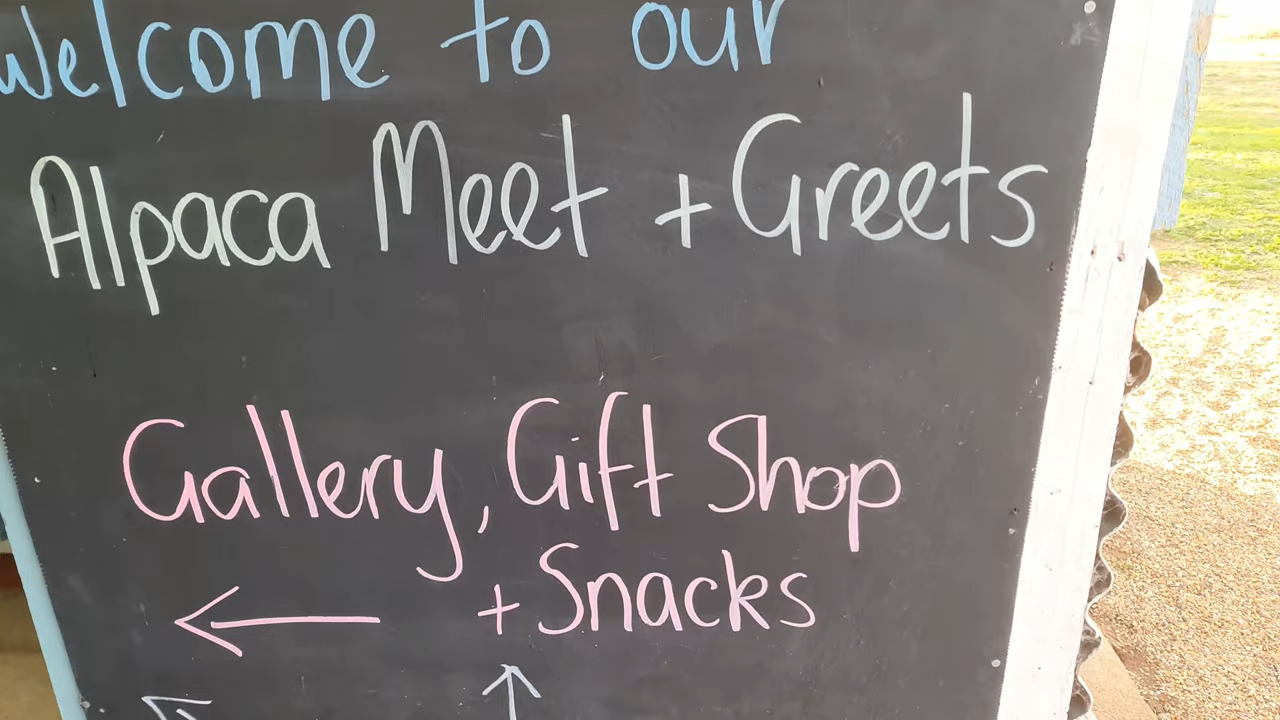 Welcome to our
Alpaca Meet + Greets
Gallery, Gift Shop
+ Snacks